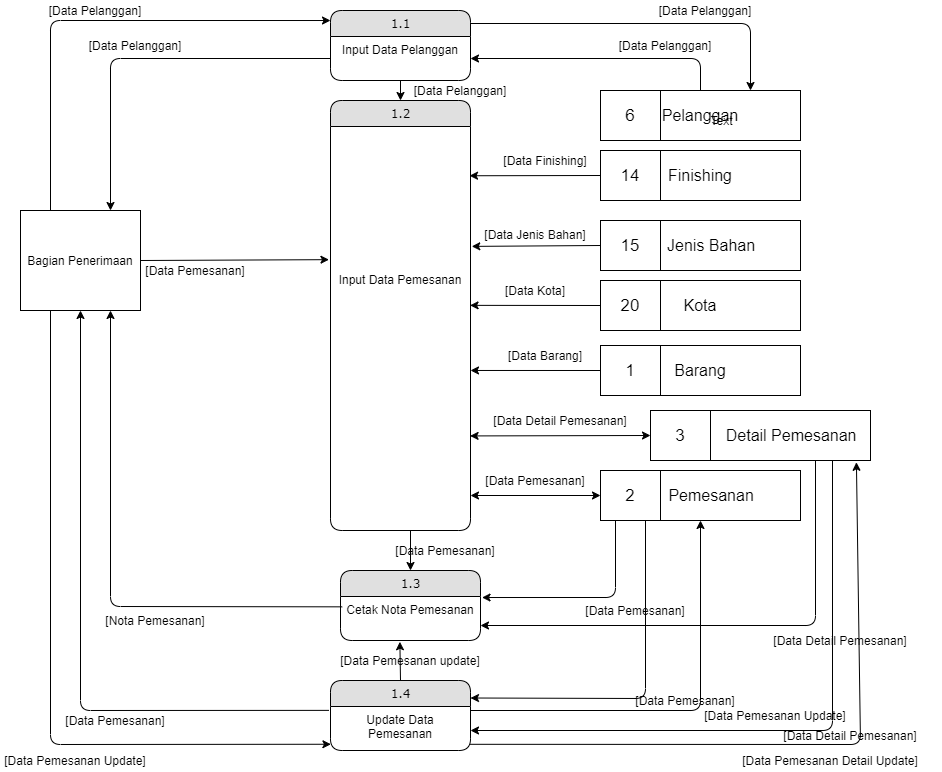 [Data Pelanggan]
[Data Pelanggan]
1.1
[Data Pelanggan]
[Data Pelanggan]
Input Data Pelanggan
[Data Pelanggan]
1.2
6
Pelanggan
Text
[Data Finishing]
14
Finishing
[Data Jenis Bahan]
15
Jenis Bahan
Bagian Penerimaan
[Data Pemesanan]
Input Data Pemesanan
[Data Kota]
20
Kota
[Data Barang]
1
Barang
[Data Detail Pemesanan]
3
Detail Pemesanan
[Data Pemesanan]
2
Pemesanan
[Data Pemesanan]
1.3
Cetak Nota Pemesanan
[Nota Pemesanan]
[Data Pemesanan]
[Data Detail Pemesanan]
[Data Pemesanan update]
1.4
Update Data
Pemesanan
[Data Pemesanan]
[Data Pemesanan]
[Data Pemesanan Update]
[Data Detail Pemesanan]
[Data Pemesanan Update]
[Data Pemesanan Detail Update]